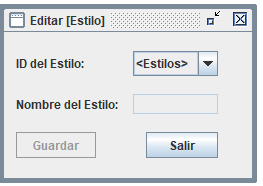 Editar [Estilo]
ID del Estilo: <Estilos>
Nombre del Estilo:
Guardar Salir